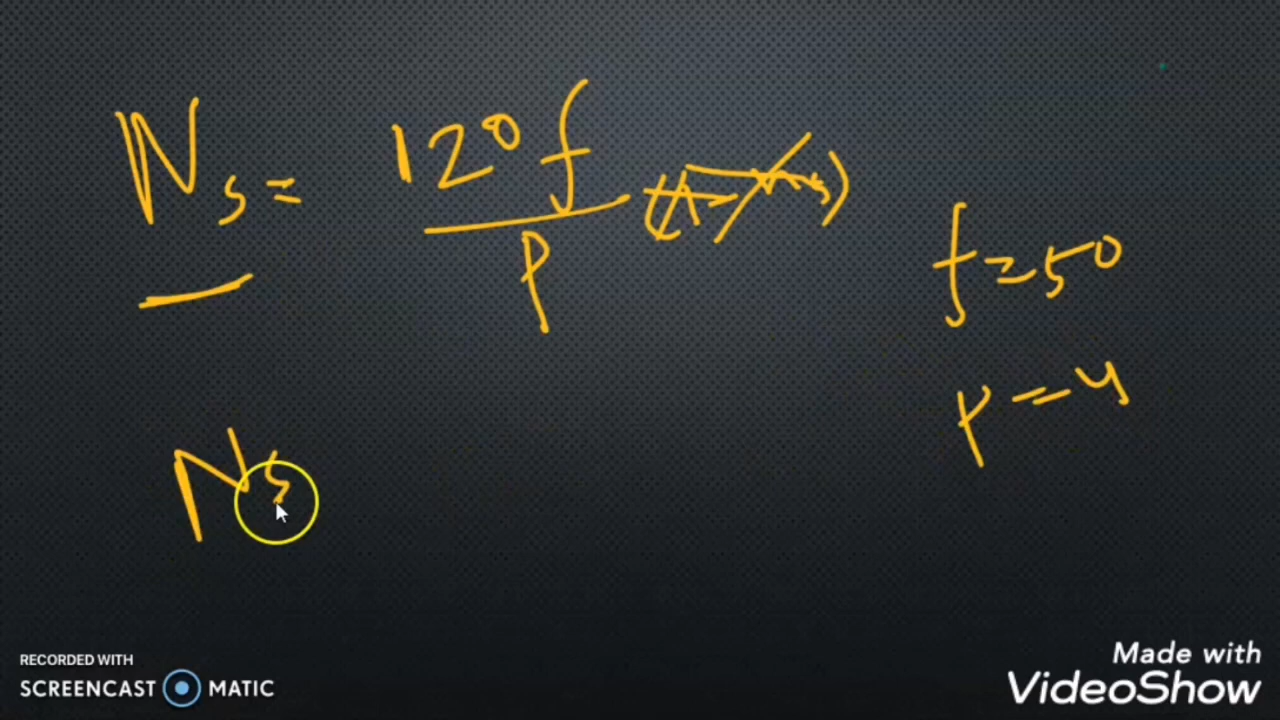 Ns = 120f
P
f = 50
P = 4
Ns
RECORDED WITH
SCREENCAST MATIC
Made with
VideoShow